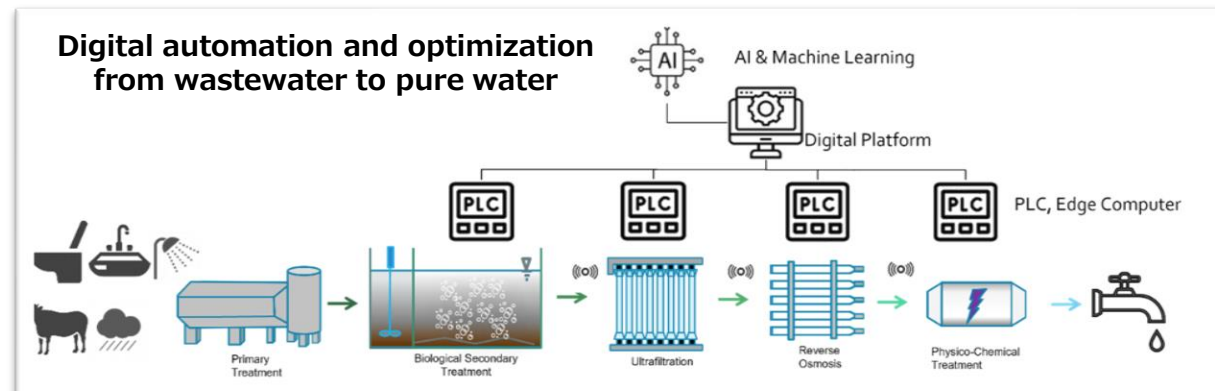 Digital automation and optimization
from wastewater to pure water
AI
AI & Machine Learning
Digital Platform
PLC
PLC
PLC
PLC
PLC, Edge Computer
Primary
Treatment
Biological Secondary
Treatment
Ultrafiltration
Reverse
Osmosis
Physico-Chemical
Treatment